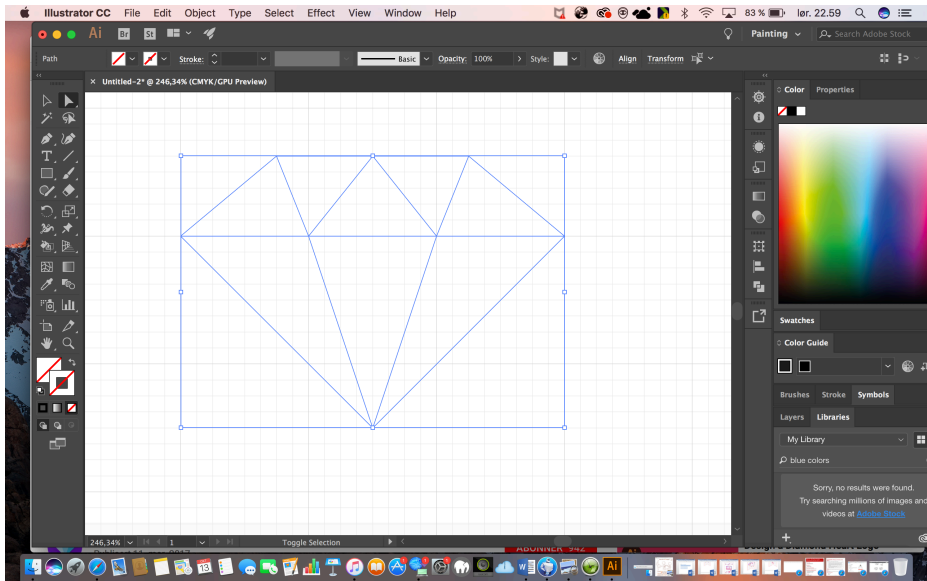 Illustrator CC File Edit Object Type Select Effect View Window Help 83 % lør. 22.59
Ai Br St Painting Search Adobe Stock
Path Stroke: Basic Opacity: 100% Style: Align Transform
× Untitled-2* @ 246,34% (CMYK/GPU Preview)
Color Properties
Swatches
Color Guide
Brushes Stroke Symbols
Layers Libraries
My Library
blue colors
Sorry, no results were found.
Try searching millions of images and
videos at Adobe Stock
246,34% 1 Toggle Selection
ABONNER 942